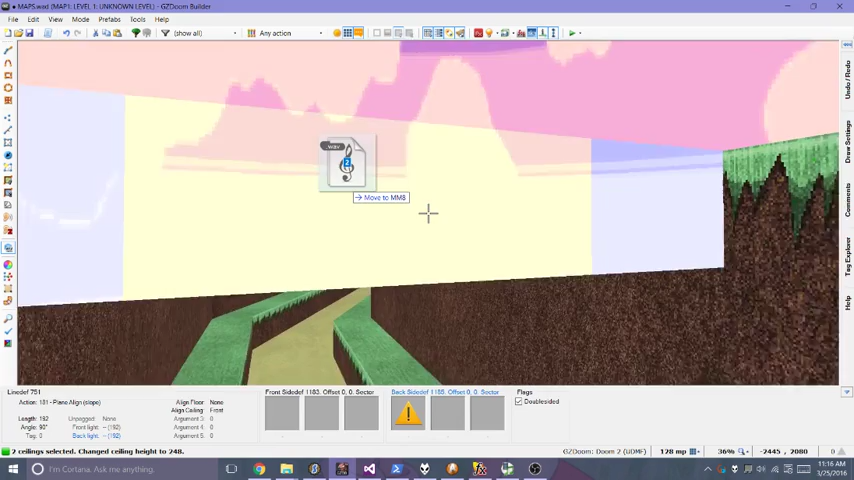 MAPS.wad (MAP1: LEVEL 1: UNKNOWN LEVEL) - GZDoom Builder
File Edit View Mode Prefabs Tools Help
(show all) Any action
.wav
2
Move to MM8
Undo / Redo
Draw Settings
Comments
Tag Explorer
Help
Linedef 751
Action: 181 - Plane Align (slope)
Length: 192
Angle: 90°
Tag: 0
Unpegged: None
Front light: -- (192)
Back light: -- (192)
Align Floor: None
Align Ceiling: Front
Argument 3: 0
Argument 4: 0
Argument 5: 0
Front Sidedef 1183. Offset 0, 0. Sector
Back Sidedef 1185. Offset 0, 0. Sector
Flags
Doublesided
2 ceilings selected. Changed ceiling height to 248.
GZDoom: Doom 2 (UDMF) 128 mp 36% -2445 , 2080
I'm Cortana. Ask me anything.
11:16 AM
3/25/2016